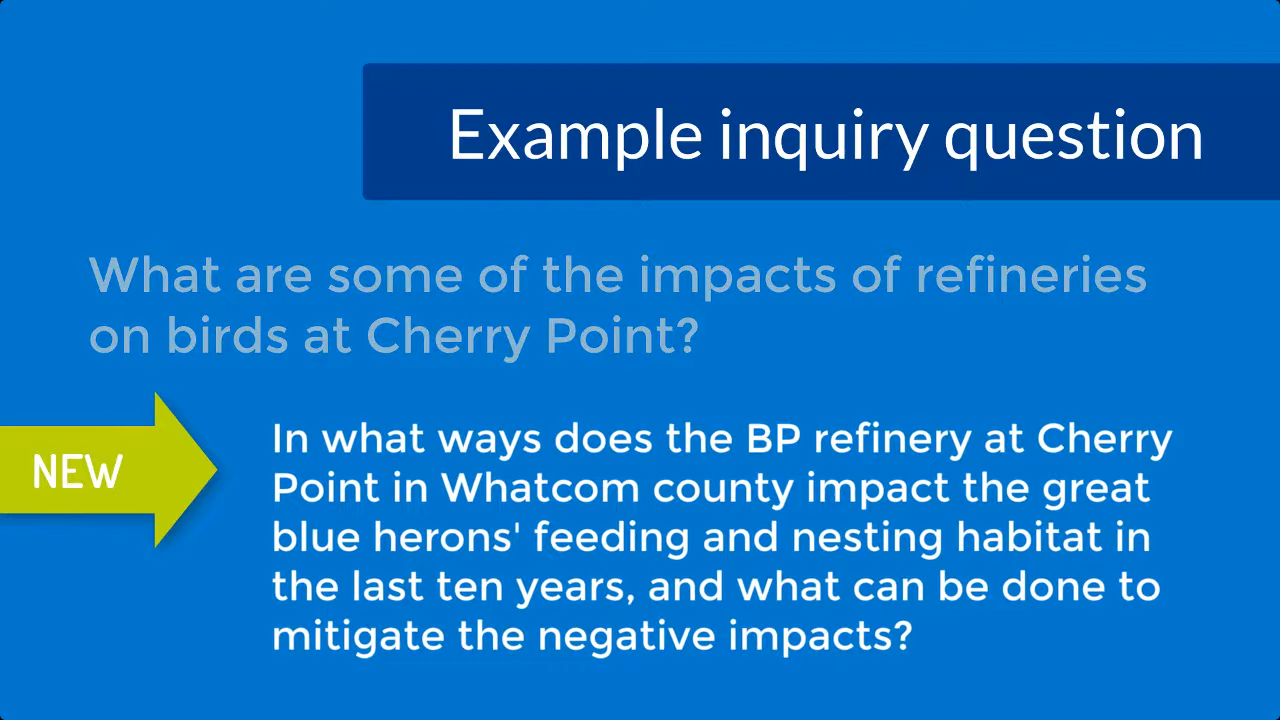 Example inquiry question
What are some of the impacts of refineries
on birds at Cherry Point?
NEW
In what ways does the BP refinery at Cherry
Point in Whatcom county impact the great
blue herons' feeding and nesting habitat in
the last ten years, and what can be done to
mitigate the negative impacts?